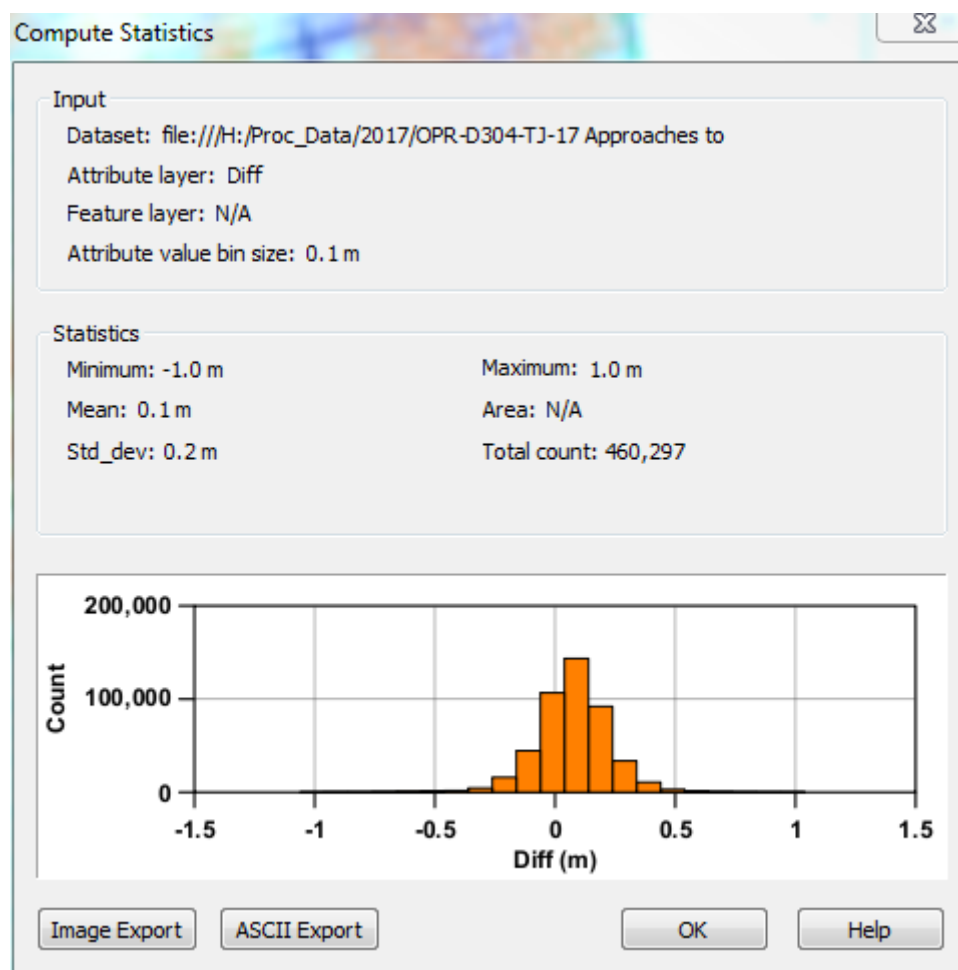 Compute Statistics
Input
Dataset: file:///H:/Proc_Data/2017/OPR-D304-TJ-17 Approaches to
Attribute layer: Diff
Feature layer: N/A
Attribute value bin size: 0.1 m
Statistics
Minimum: -1.0 m Maximum: 1.0 m
Mean: 0.1 m Area: N/A
Std_dev: 0.2 m Total count: 460,297
200,000
100,000
0
Count
-1.5 -1 -0.5 0 0.5 1 1.5
Diff (m)
Image Export ASCII Export OK Help